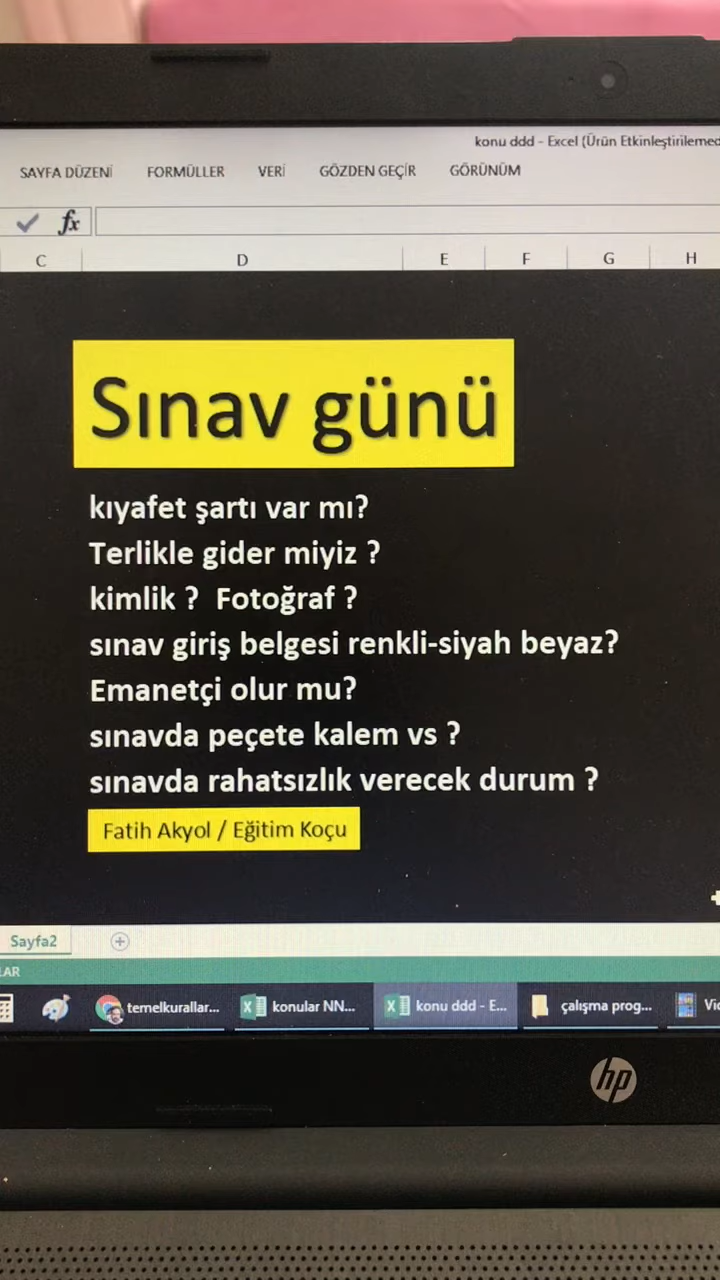 konu ddd - Excel (Ürün Etkinleştirilemed
SAYFA DÜZENİ FORMÜLLER VERİ GÖZDEN GEÇİR GÖRÜNÜM
fx
C D E F G H
Sınav günü
kıyafet şartı var mı?
Terlikle gider miyiz ?
kimlik ? Fotoğraf ?
sınav giriş belgesi renkli-siyah beyaz?
Emanetçi olur mu?
sınavda peçete kalem vs ?
sınavda rahatsızlık verecek durum ?
Fatih Akyol / Eğitim Koçu
Sayfa2
LAR
temelkurallar... konular NN... konu ddd - E... çalışma prog... Vi
hp